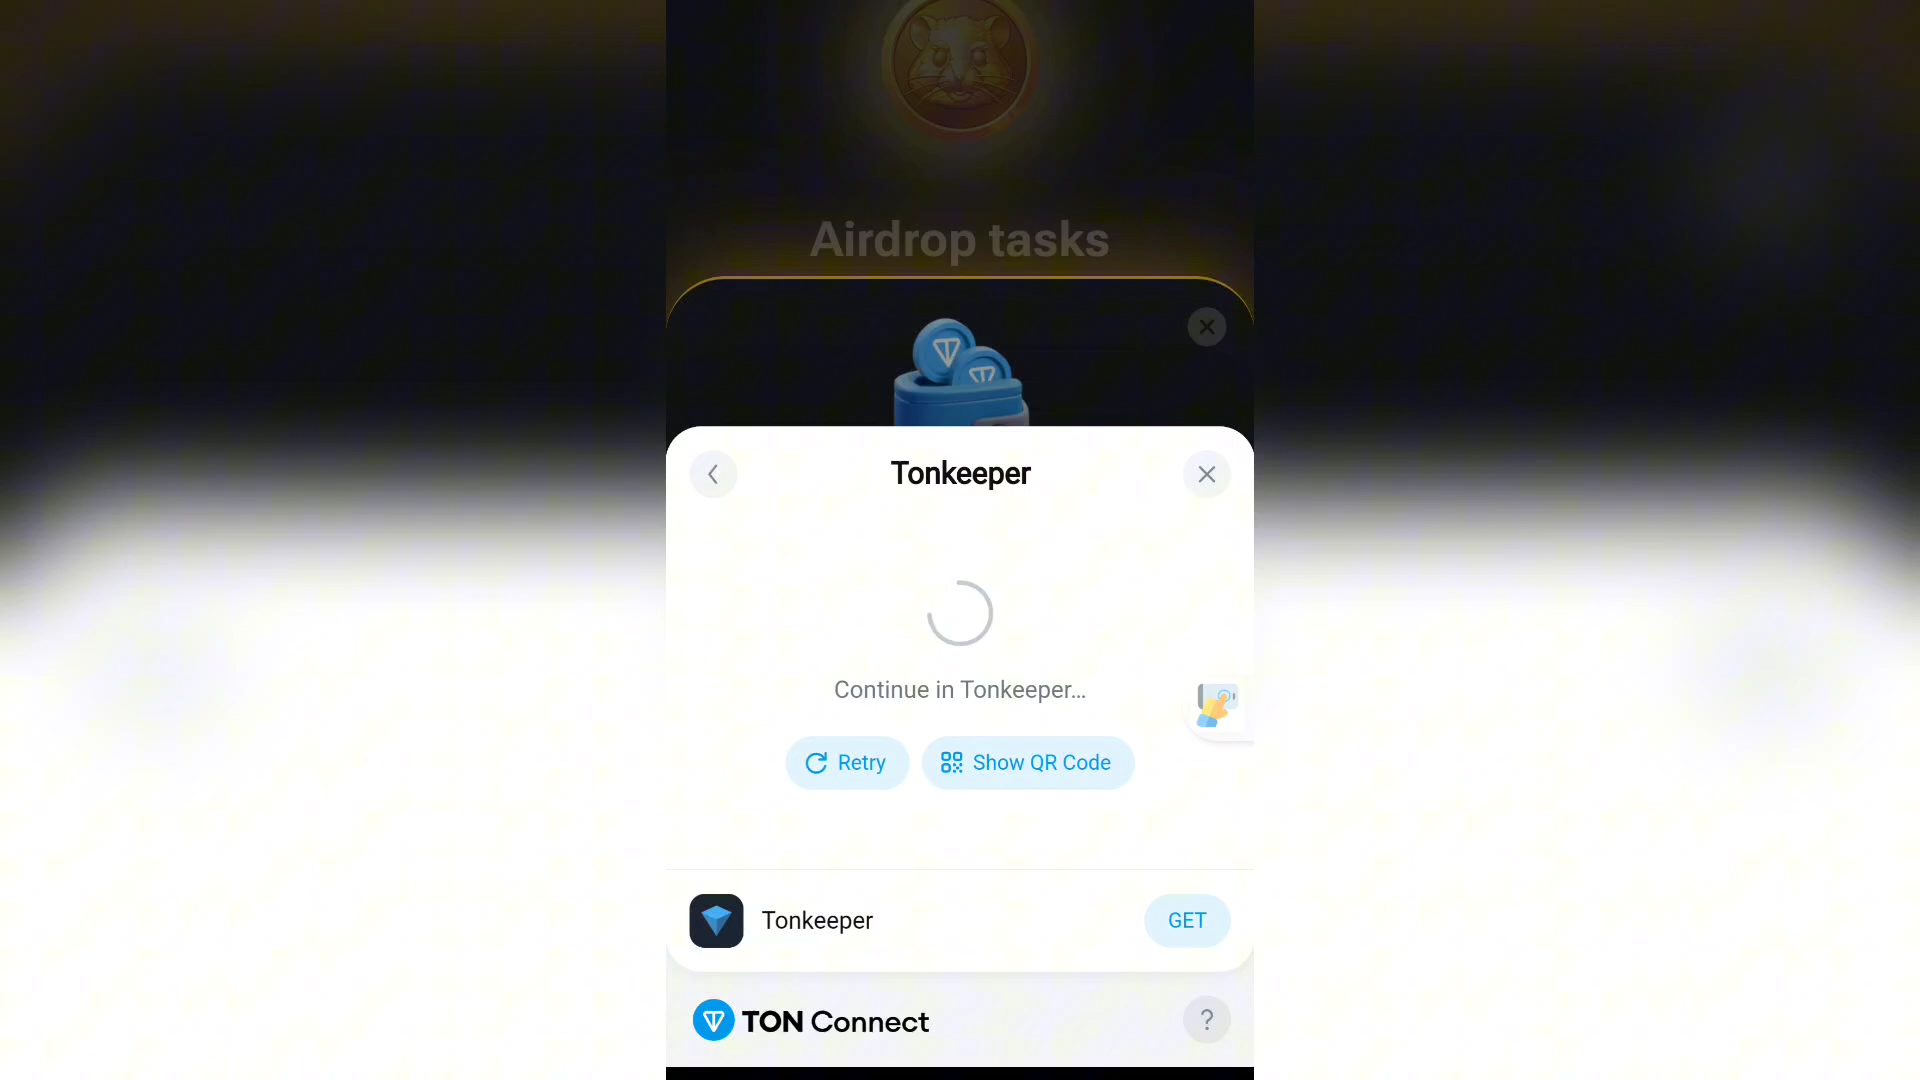 Airdrop tasks
Tonkeeper
Continue in Tonkeeper...
Retry
Show QR Code
Tonkeeper
GET
TON Connect
?